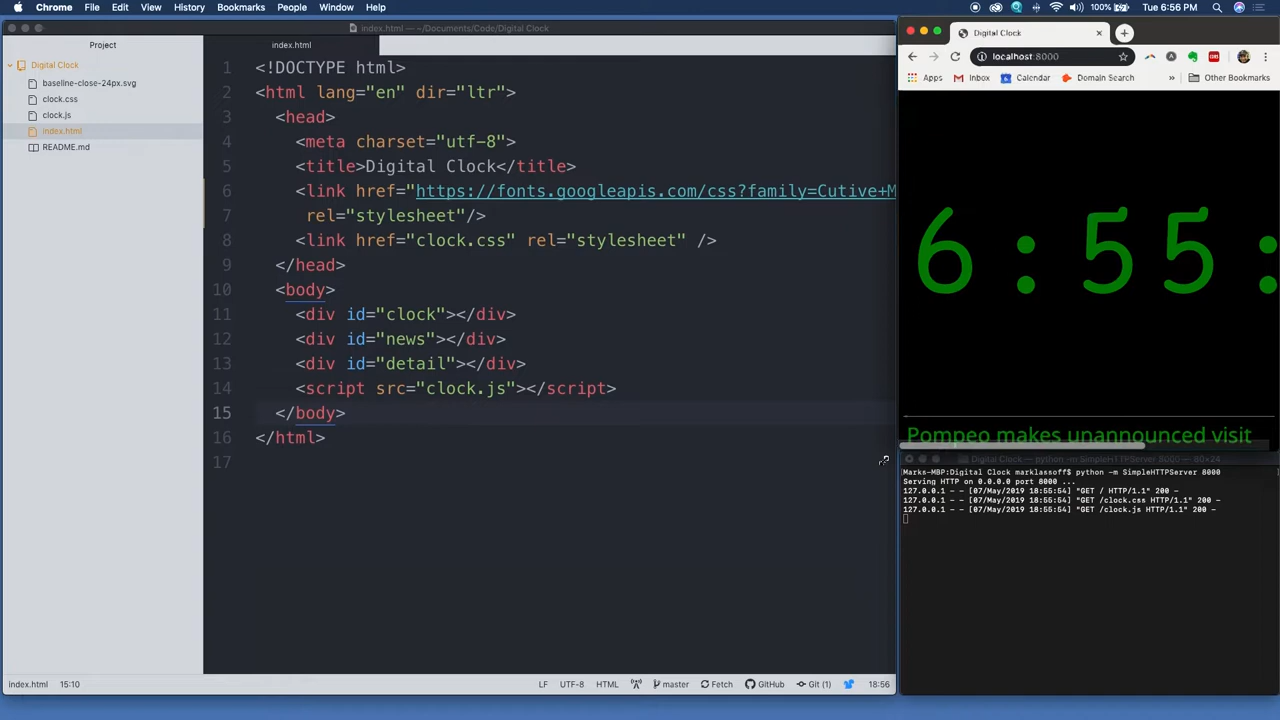 Chrome File Edit View History Bookmarks People Window Help 100% Tue 6:56 PM
index.html — ~/Documents/Code/Digital Clock
Project
index.html
Digital Clock
baseline-close-24px.svg
clock.css
clock.js
index.html
README.md
1 <!DOCTYPE html>
2 <html lang="en" dir="ltr">
3 <head>
4 <meta charset="utf-8">
5 <title>Digital Clock</title>
6 <link href="https://fonts.googleapis.com/css?family=Cutive+M
7 rel="stylesheet"/>
8 <link href="clock.css" rel="stylesheet" />
9 </head>
10 <body>
11 <div id="clock"></div>
12 <div id="news"></div>
13 <div id="detail"></div>
14 <script src="clock.js"></script>
15 </body>
16 </html>
17
index.html 15:10 LF UTF-8 HTML master Fetch GitHub Git (1) 18:56
Digital Clock
localhost:8000
Apps Inbox Calendar Domain Search » Other Bookmarks
6:55:
Pompeo makes unannounced visit
Digital Clock — python -m SimpleHTTPServer 8000 — 80×24
Marks-MBP:Digital Clock marklassoff$ python -m SimpleHTTPServer 8000
Serving HTTP on 0.0.0.0 port 8000 ...
127.0.0.1 - - [07/May/2019 18:55:54] "GET / HTTP/1.1" 200 -
127.0.0.1 - - [07/May/2019 18:55:54] "GET /clock.css HTTP/1.1" 200 -
127.0.0.1 - - [07/May/2019 18:55:54] "GET /clock.js HTTP/1.1" 200 -